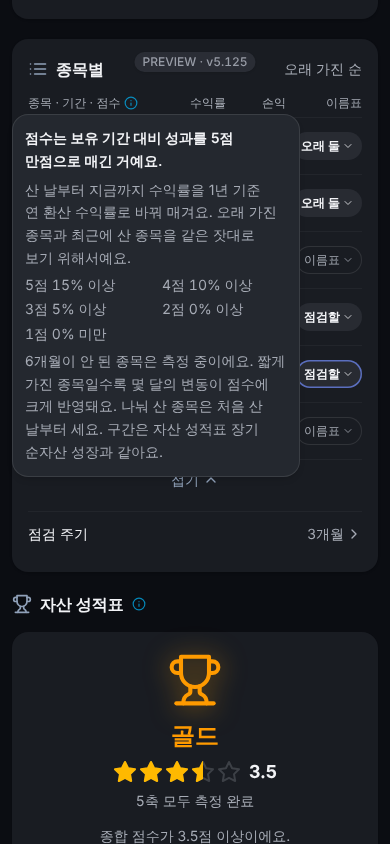 PREVIEW · v5.125
종목별
오래 가진 순
종목 · 기간 · 점수
수익률
손익
이름표
점수는 보유 기간 대비 성과를 5점
만점으로 매긴 거예요.
산 날부터 지금까지 수익률을 1년 기준
연 환산 수익률로 바꿔 매겨요. 오래 가진
종목과 최근에 산 종목을 같은 잣대로
보기 위해서예요.
5점 15% 이상
4점 10% 이상
3점 5% 이상
2점 0% 이상
1점 0% 미만
6개월이 안 된 종목은 측정 중이에요. 짧게
가진 종목일수록 몇 달의 변동이 점수에
크게 반영돼요. 나눠 산 종목은 처음 산
날부터 세요. 구간은 자산 성적표 장기
순자산 성장과 같아요.
오래 둘
오래 둘
이름표
점검할
점검할
이름표
접기
점검 주기
3개월
자산 성적표
골드
3.5
5축 모두 측정 완료
종합 점수가 3.5점 이상이에요.